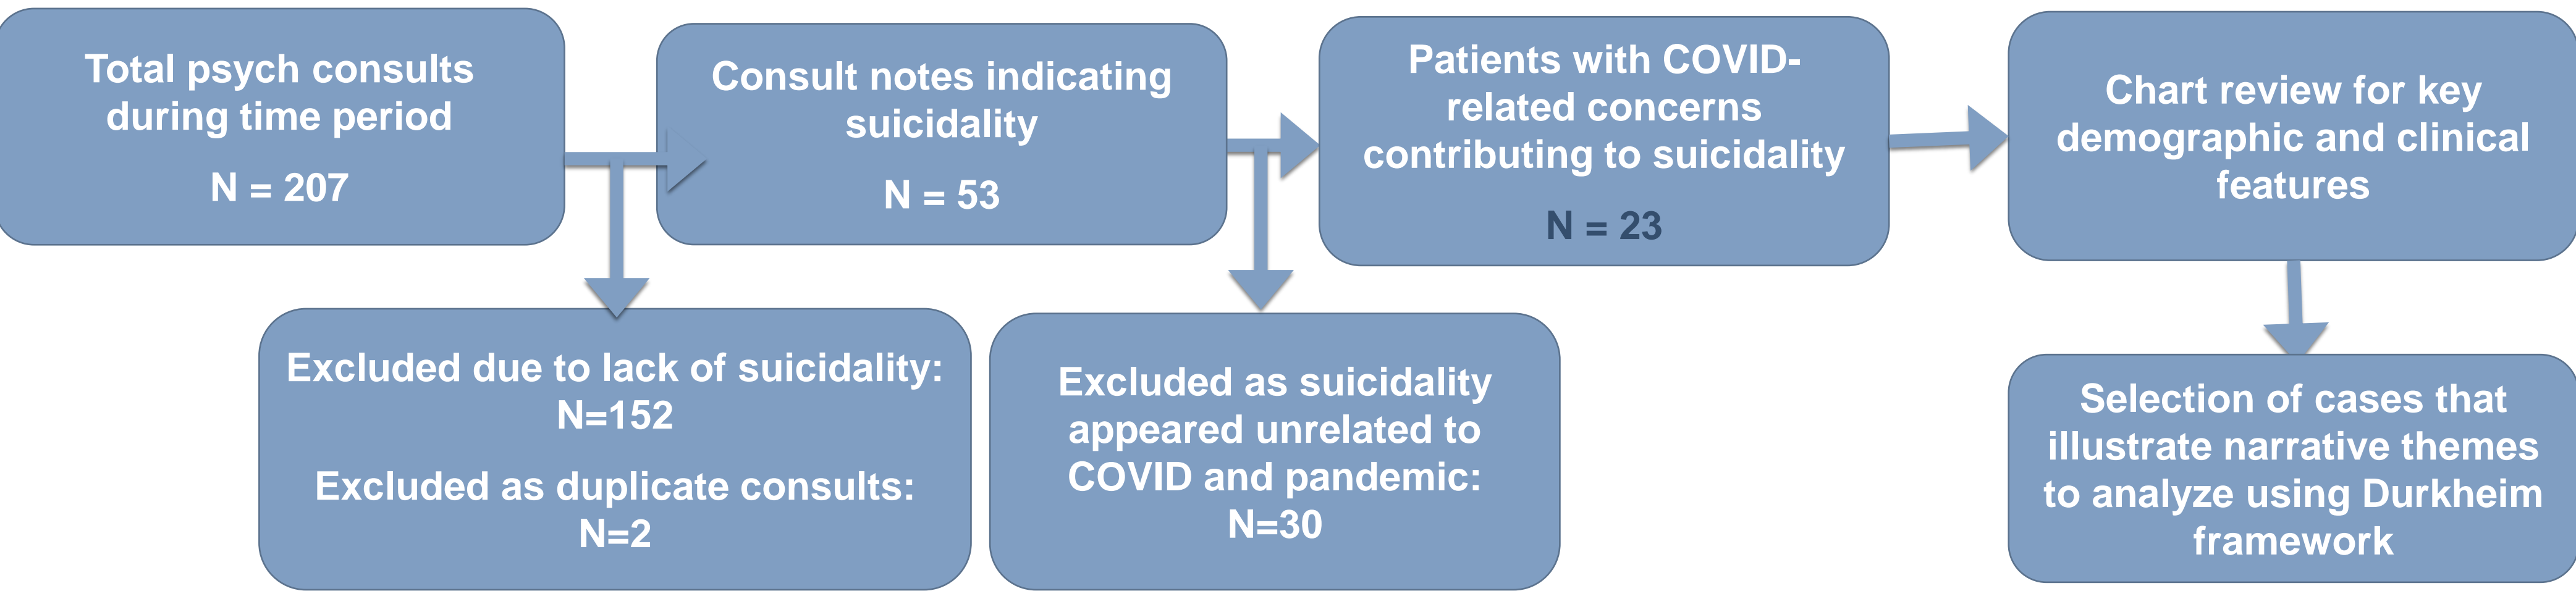 Total psych consults
during time period
N = 207
Consult notes indicating
suicidality
N = 53
Patients with COVID-
related concerns
contributing to suicidality
N = 23
Chart review for key
demographic and clinical
features
Excluded due to lack of suicidality:
N=152
Excluded as duplicate consults:
N=2
Excluded as suicidality
appeared unrelated to
COVID and pandemic:
N=30
Selection of cases that
illustrate narrative themes
to analyze using Durkheim
framework